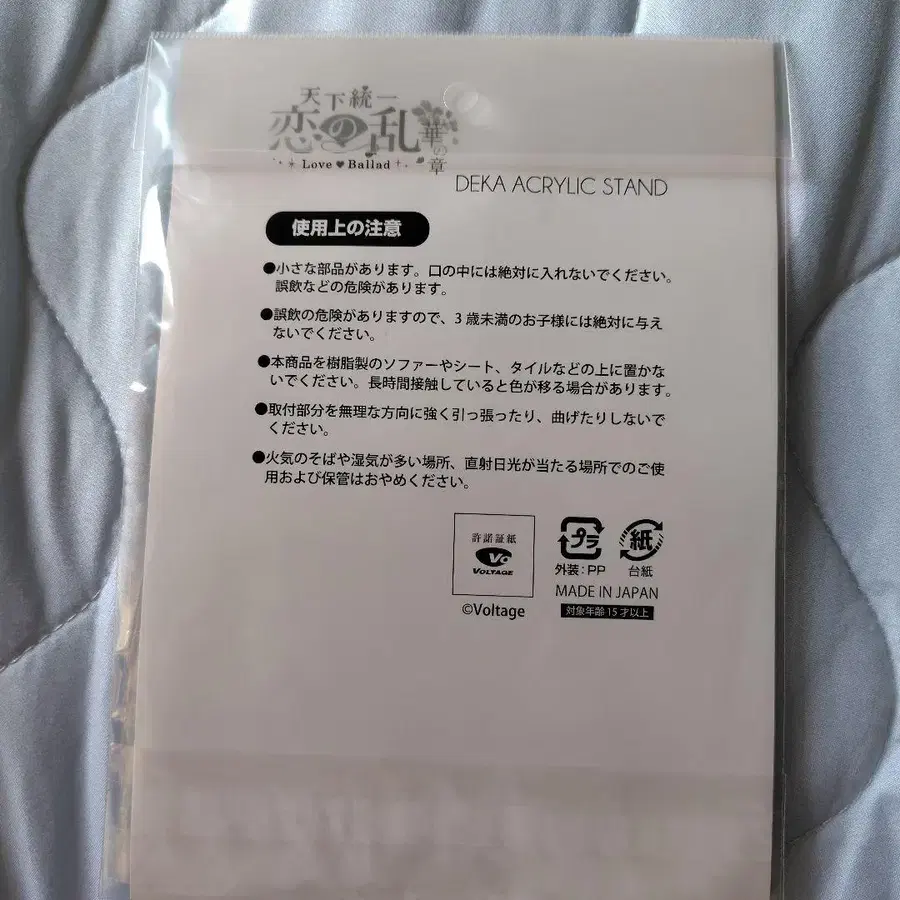 天下統一
恋の乱
華の章
Love♥Ballad
DEKA ACRYLIC STAND
使用上の注意
●小さな部品があります。口の中には絶対に入れないでください。
誤飲などの危険があります。
●誤飲の危険がありますので、3歳未満のお子様には絶対に与え
ないでください。
●本商品を樹脂製のソファーやシート、タイルなどの上に置かな
いでください。長時間接触していると色が移る場合があります。
●取付部分を無理な方向に強く引っ張ったり、曲げたりしないで
ください。
●火気のそばや湿気が多い場所、直射日光が当たる場所でのご使
用および保管はおやめください。
許諾証紙
Vo
VOLTAGE
©Voltage
プラ
外装:PP
紙
台紙
MADE IN JAPAN
対象年齢15才以上